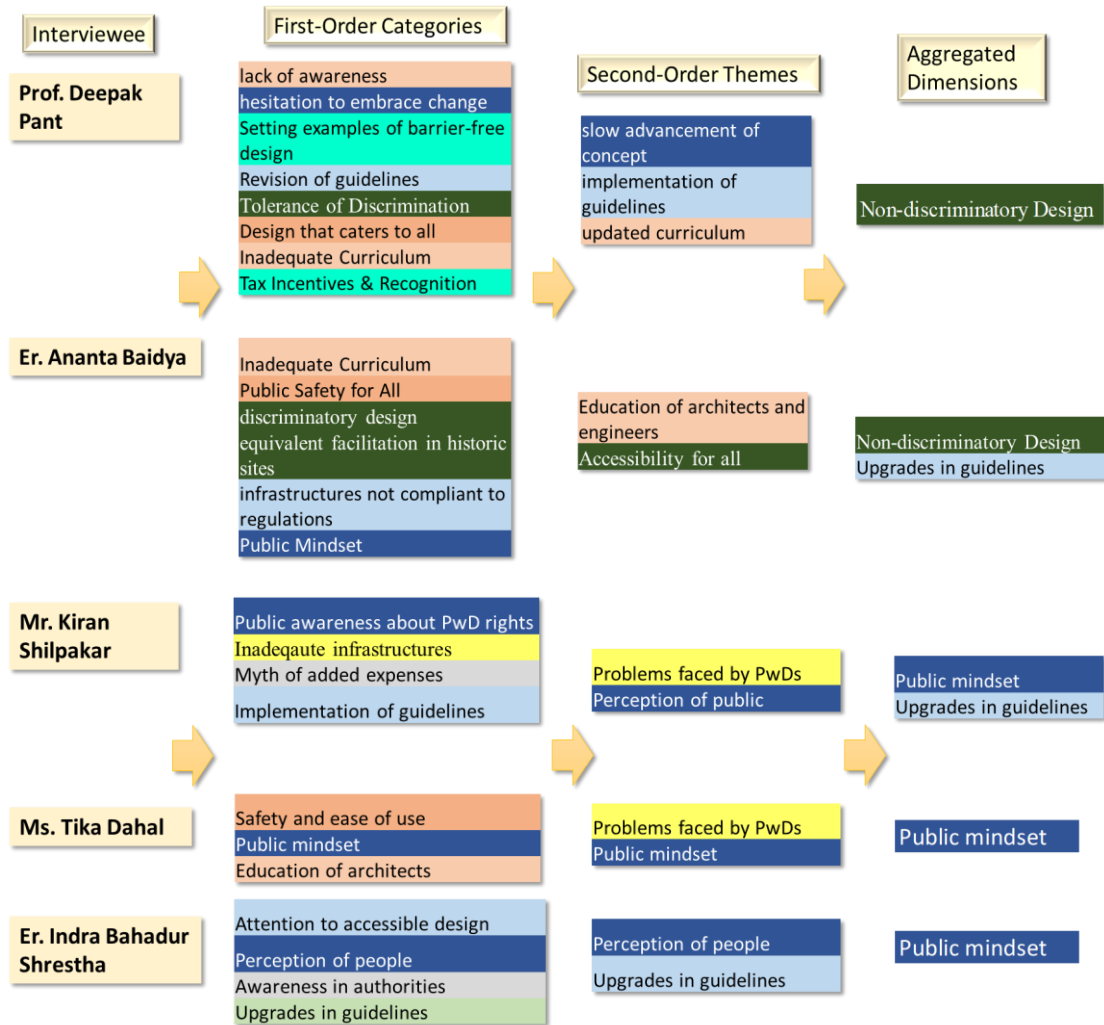 Interviewee
First-Order Categories
Second-Order Themes
Aggregated
Dimensions
Prof. Deepak
Pant
lack of awareness
hesitation to embrace change
Setting examples of barrier-free
design
Revision of guidelines
Tolerance of Discrimination
Design that caters to all
Inadequate Curriculum
Tax Incentives & Recognition
slow advancement of
concept
implementation of
guidelines
updated curriculum
Non-discriminatory Design
Er. Ananta Baidya
Inadequate Curriculum
Public Safety for All
discriminatory design
equivalent facilitation in historic
sites
infrastructures not compliant to
regulations
Public Mindset
Education of architects and
engineers
Accessibility for all
Non-discriminatory Design
Upgrades in guidelines
Mr. Kiran
Shilpakar
Public awareness about PwD rights
Inadeqaute infrastructures
Myth of added expenses
Implementation of guidelines
Problems faced by PwDs
Perception of public
Public mindset
Upgrades in guidelines
Ms. Tika Dahal
Safety and ease of use
Public mindset
Education of architects
Problems faced by PwDs
Public mindset
Public mindset
Er. Indra Bahadur
Shrestha
Attention to accessible design
Perception of people
Awareness in authorities
Upgrades in guidelines
Perception of people
Upgrades in guidelines
Public mindset